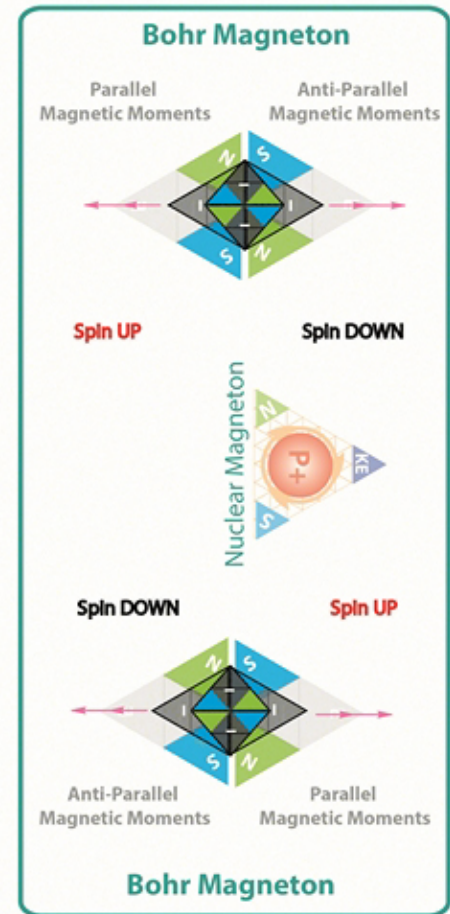 Bohr Magneton
Parallel
Magnetic Moments
Anti-Parallel
Magnetic Moments
N S
S N
Spin UP
Spin DOWN
Nuclear Magneton
N
P+
KE
S
Spin DOWN
Spin UP
N S
S N
Anti-Parallel
Magnetic Moments
Parallel
Magnetic Moments
Bohr Magneton